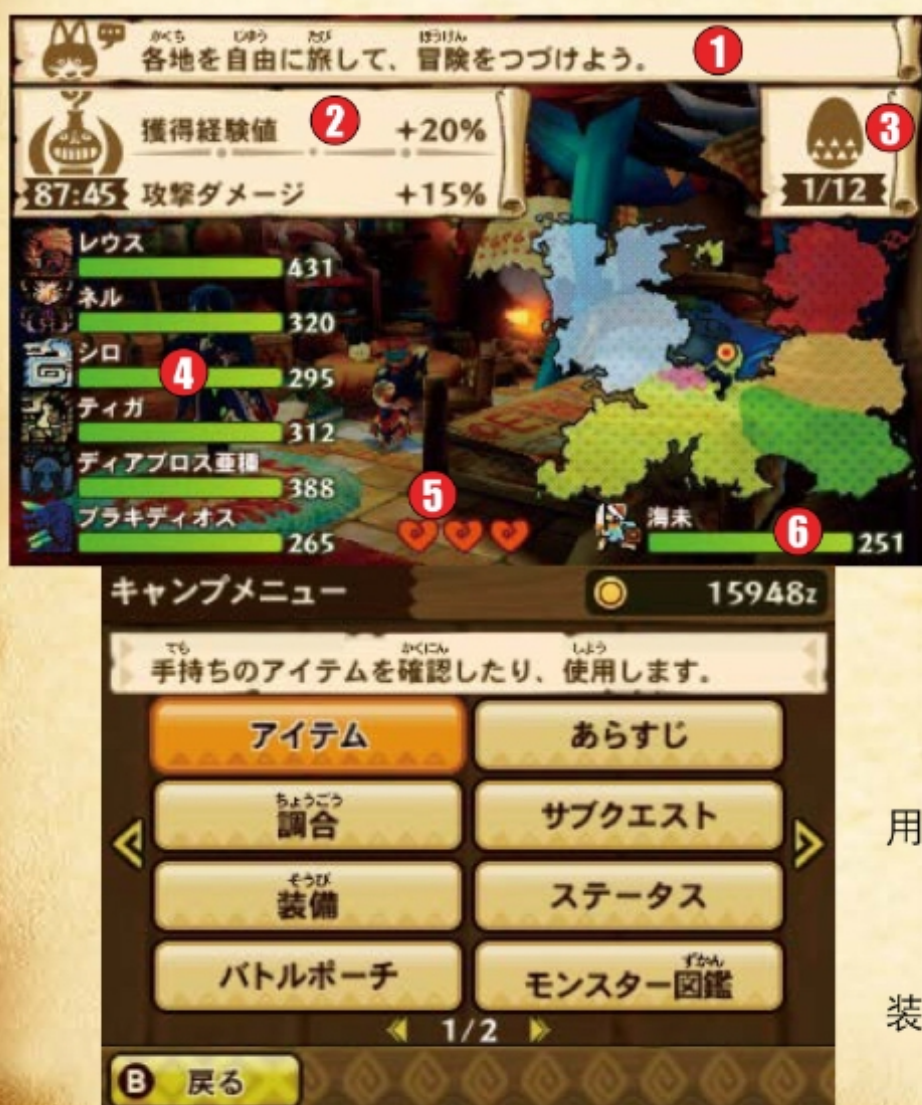 各地を自由に旅して、冒険をつづけよう。
1
獲得経験値 +20%
2
87:45 攻撃ダメージ +15%
3
1/12
レウス
431
ネル
320
シロ
295
4
ティガ
312
ディアブロス亜種
388
ブラキディオス
265
5
海未
251
6
キャンプメニュー 15948z
手持ちのアイテムを確認したり、使用します。
アイテム あらすじ
調合 サブクエスト
装備 ステータス
バトルポーチ モンスター図鑑
1/2
B 戻る
用
装